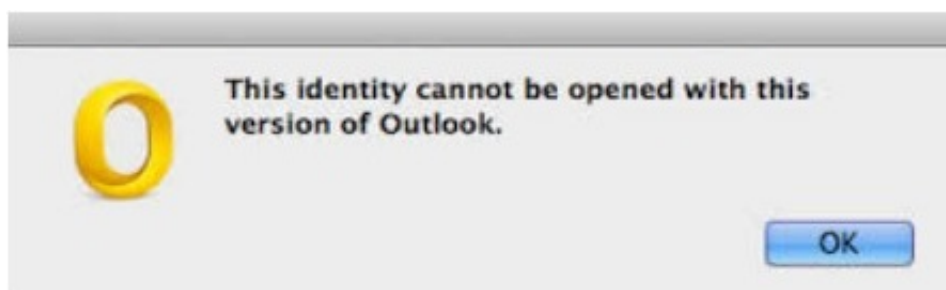 This identity cannot be opened with this
version of Outlook.
OK